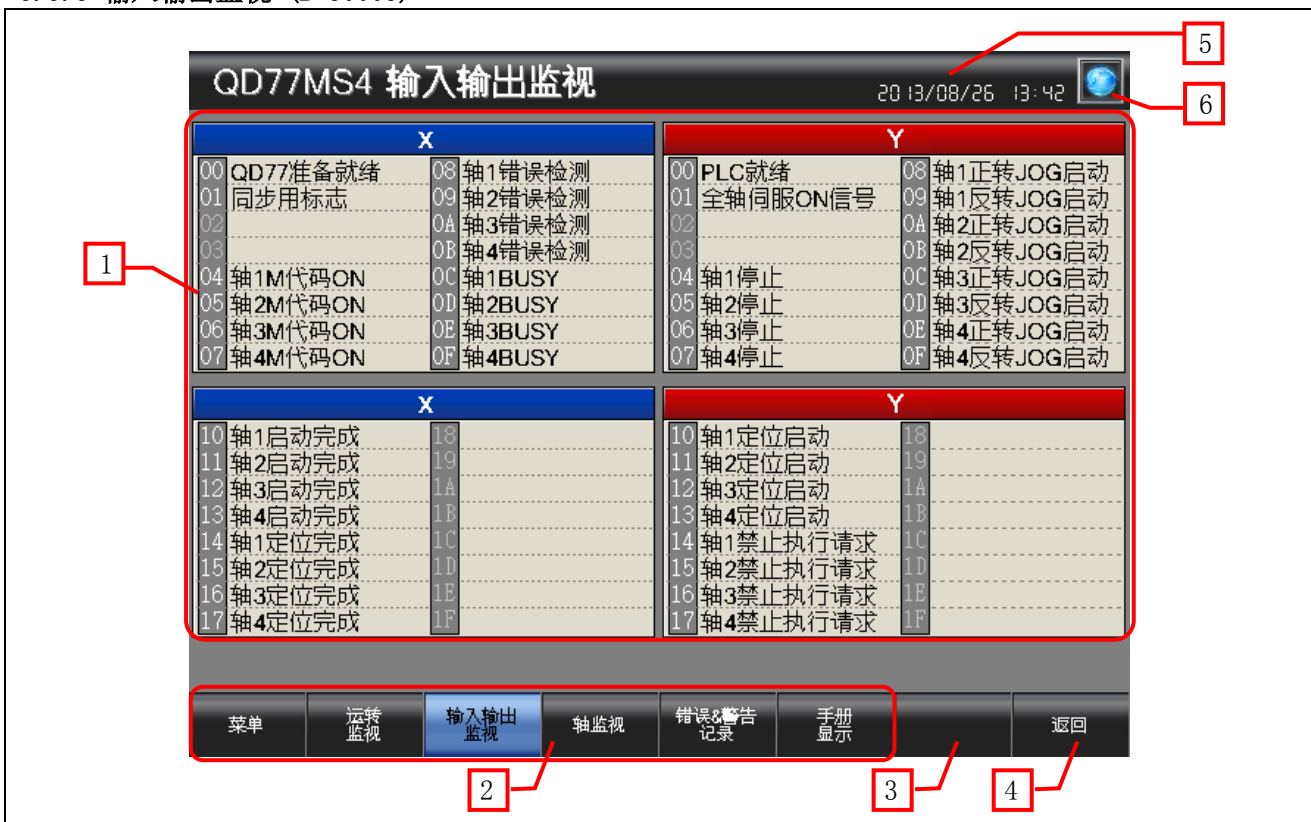 QD77MS4 输入输出监视
2013/08/26 13:42
5
6
1
X
00 QD77准备就绪 08 轴1错误检测
01 同步用标志 09 轴2错误检测
02 0A 轴3错误检测
03 0B 轴4错误检测
04 轴1M代码ON 0C 轴1BUSY
05 轴2M代码ON 0D 轴2BUSY
06 轴3M代码ON 0E 轴3BUSY
07 轴4M代码ON 0F 轴4BUSY
Y
00 PLC就绪 08 轴1正转JOG启动
01 全轴伺服ON信号 09 轴1反转JOG启动
02 0A 轴2正转JOG启动
03 0B 轴2反转JOG启动
04 轴1停止 0C 轴3正转JOG启动
05 轴2停止 0D 轴3反转JOG启动
06 轴3停止 0E 轴4正转JOG启动
07 轴4停止 0F 轴4反转JOG启动
X
10 轴1启动完成 18
11 轴2启动完成 19
12 轴3启动完成 1A
13 轴4启动完成 1B
14 轴1定位完成 1C
15 轴2定位完成 1D
16 轴3定位完成 1E
17 轴4定位完成 1F
Y
10 轴1定位启动 18
11 轴2定位启动 19
12 轴3定位启动 1A
13 轴4定位启动 1B
14 轴1禁止执行请求 1C
15 轴2禁止执行请求 1D
16 轴3禁止执行请求 1E
17 轴4禁止执行请求 1F
菜单
运转
监视
输入输出
监视
轴监视
错误&警告
记录
手册
显示
返回
2
3
4